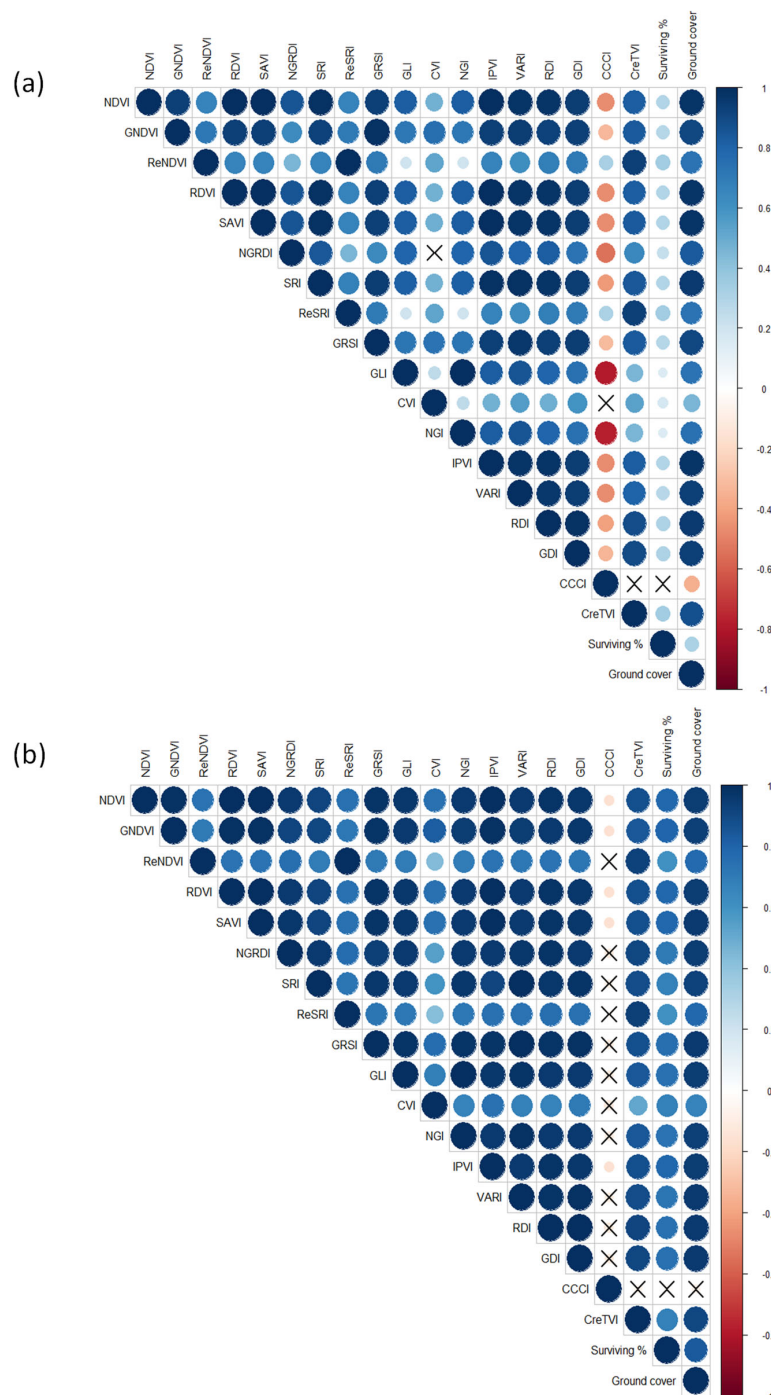 (a)
NDVI GNDVI ReNDVI RDVI SAVI NGRDI SRI ReSRI GRSI GLI CVI NGI IPVI VARI RDI GDI CCCI CreTVI Surviving % Ground cover
NDVI
GNDVI
ReNDVI
RDVI
SAVI
NGRDI
SRI
ReSRI
GRSI
GLI
CVI
NGI
IPVI
VARI
RDI
GDI
CCCI
CreTVI
Surviving %
Ground cover
1
0.8
0.6
0.4
0.2
0
-0.2
-0.4
-0.6
-0.8
-1
(b)
NDVI GNDVI ReNDVI RDVI SAVI NGRDI SRI ReSRI GRSI GLI CVI NGI IPVI VARI RDI GDI CCCI CreTVI Surviving % Ground cover
NDVI
GNDVI
ReNDVI
RDVI
SAVI
NGRDI
SRI
ReSRI
GRSI
GLI
CVI
NGI
IPVI
VARI
RDI
GDI
CCCI
CreTVI
Surviving %
Ground cover
1
0